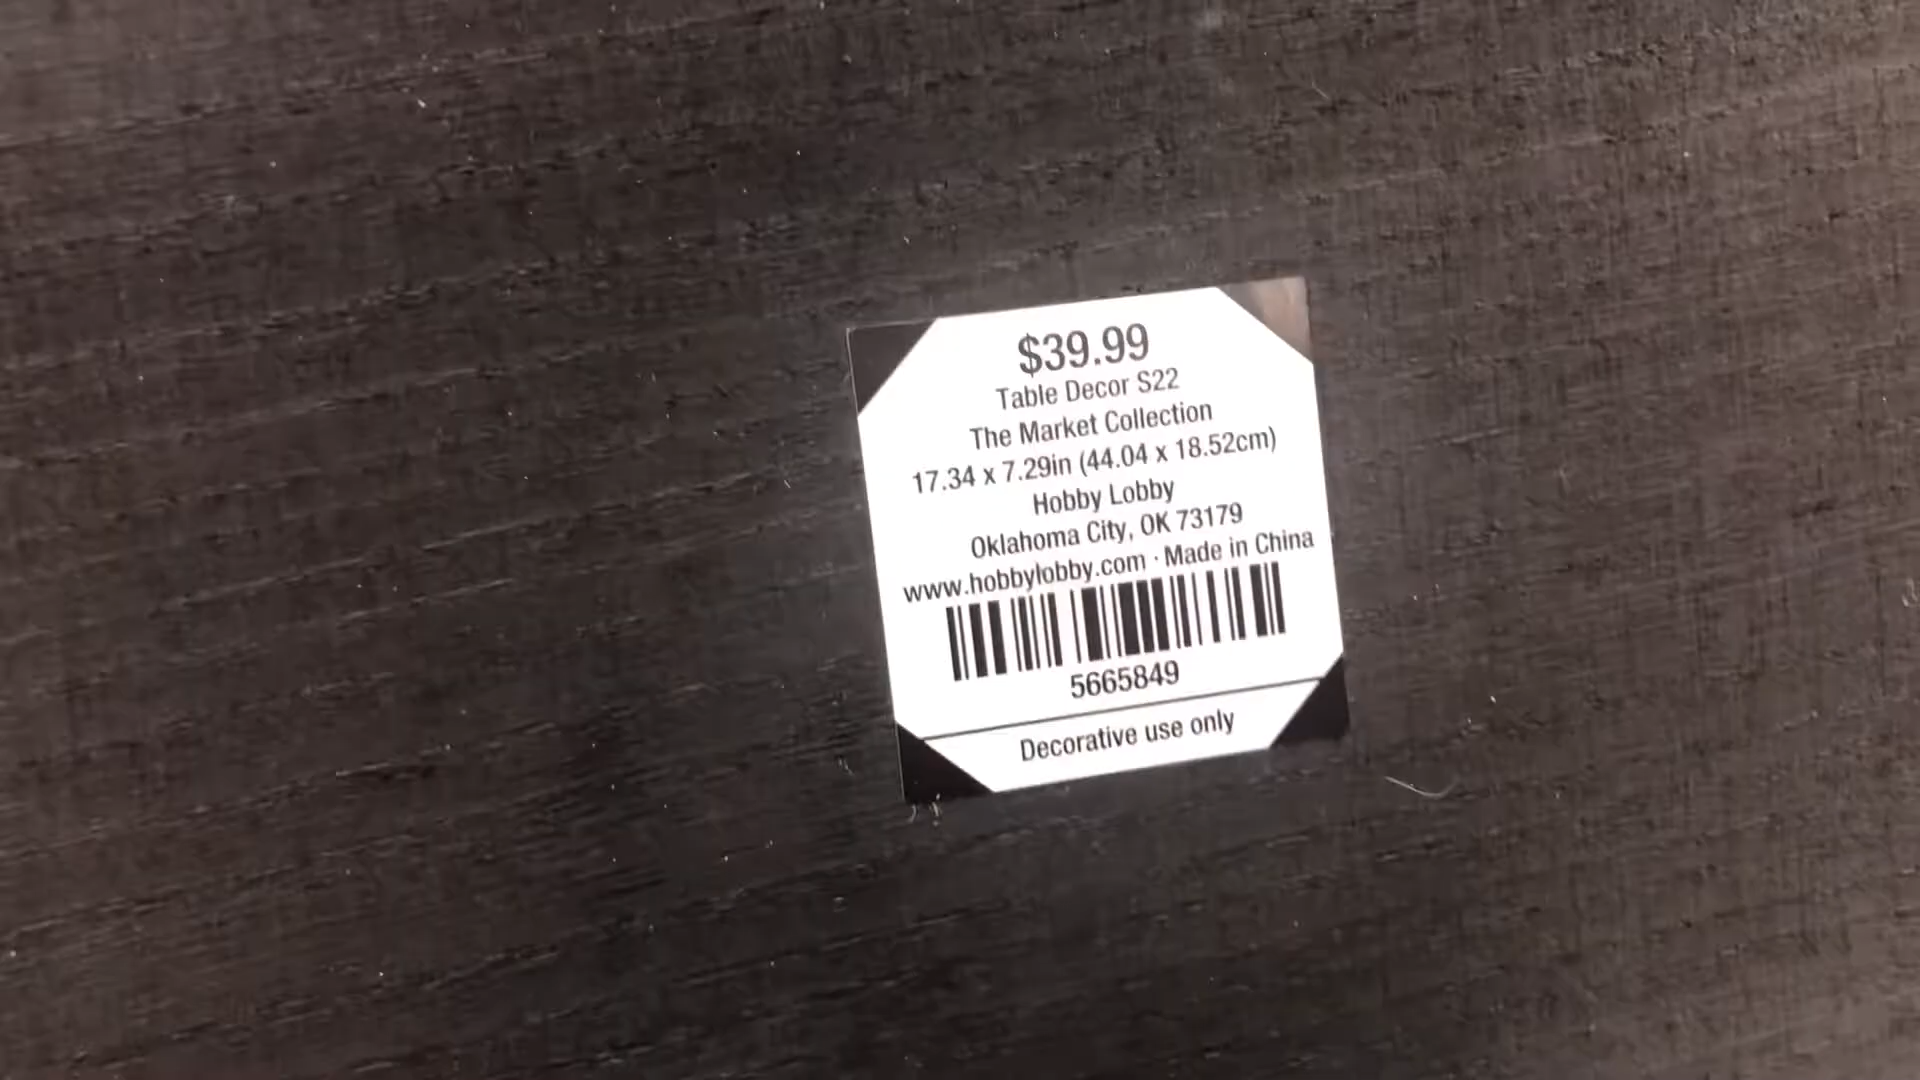 $39.99
Table Decor S22
The Market Collection
17.34 x 7.29in (44.04 x 18.52cm)
Hobby Lobby
Oklahoma City, OK 73179
www.hobbylobby.com · Made in China
5665849
Decorative use only